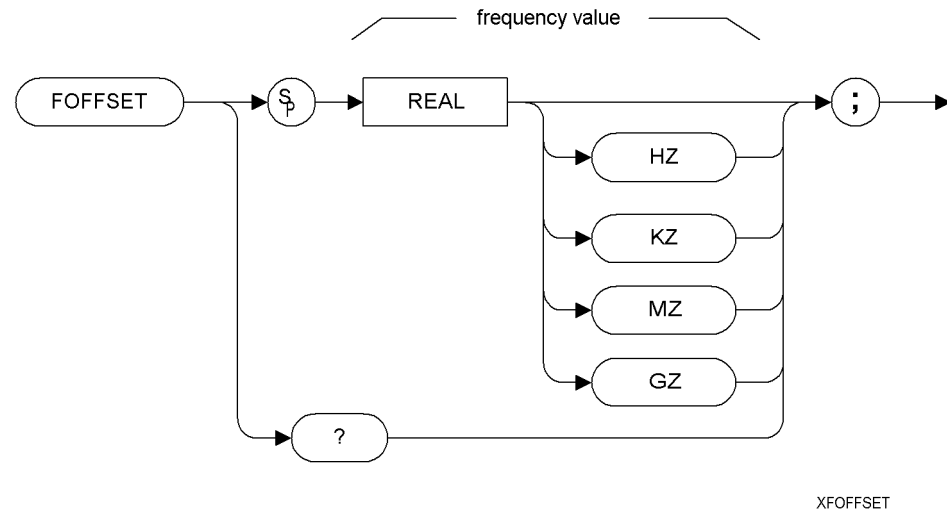 frequency value
FOFFSET SP REAL ;
HZ
KZ
MZ
GZ
?
XFOFFSET